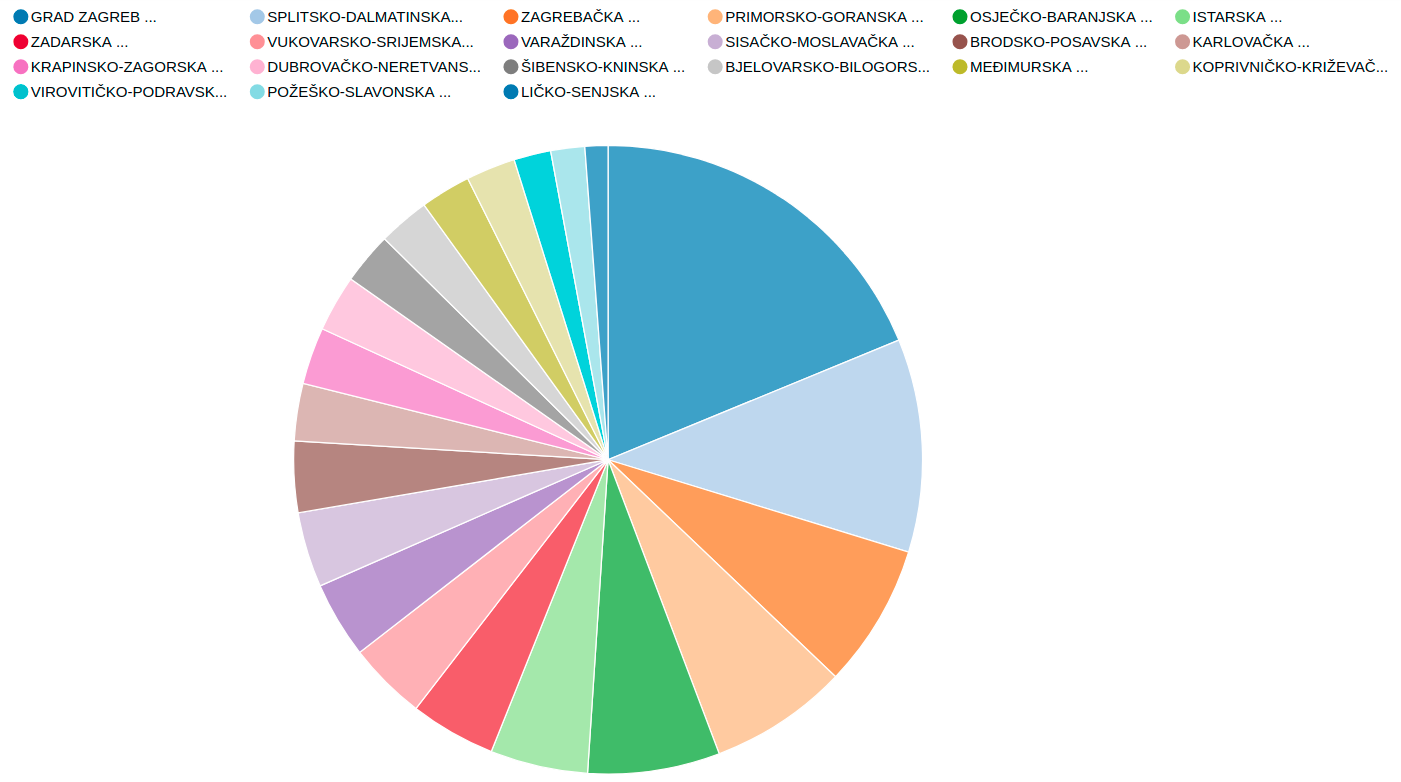 GRAD ZAGREB ... SPLITSKO-DALMATINSKA... ZAGREBAČKA ... PRIMORSKO-GORANSKA ... OSJEČKO-BARANJSKA ... ISTARSKA ...
ZADARSKA ... VUKOVARSKO-SRIJEMSKA... VARAŽDINSKA ... SISAČKO-MOSLAVAČKA ... BRODSKO-POSAVSKA ... KARLOVAČKA ...
KRAPINSKO-ZAGORSKA ... DUBROVAČKO-NERETVANS... ŠIBENSKO-KNINSKA ... BJELOVARSKO-BILOGORS... MEĐIMURSKA ... KOPRIVNIČKO-KRIŽEVAČ...
VIROVITIČKO-PODRAVSK... POŽEŠKO-SLAVONSKA ... LIČKO-SENJSKA ...